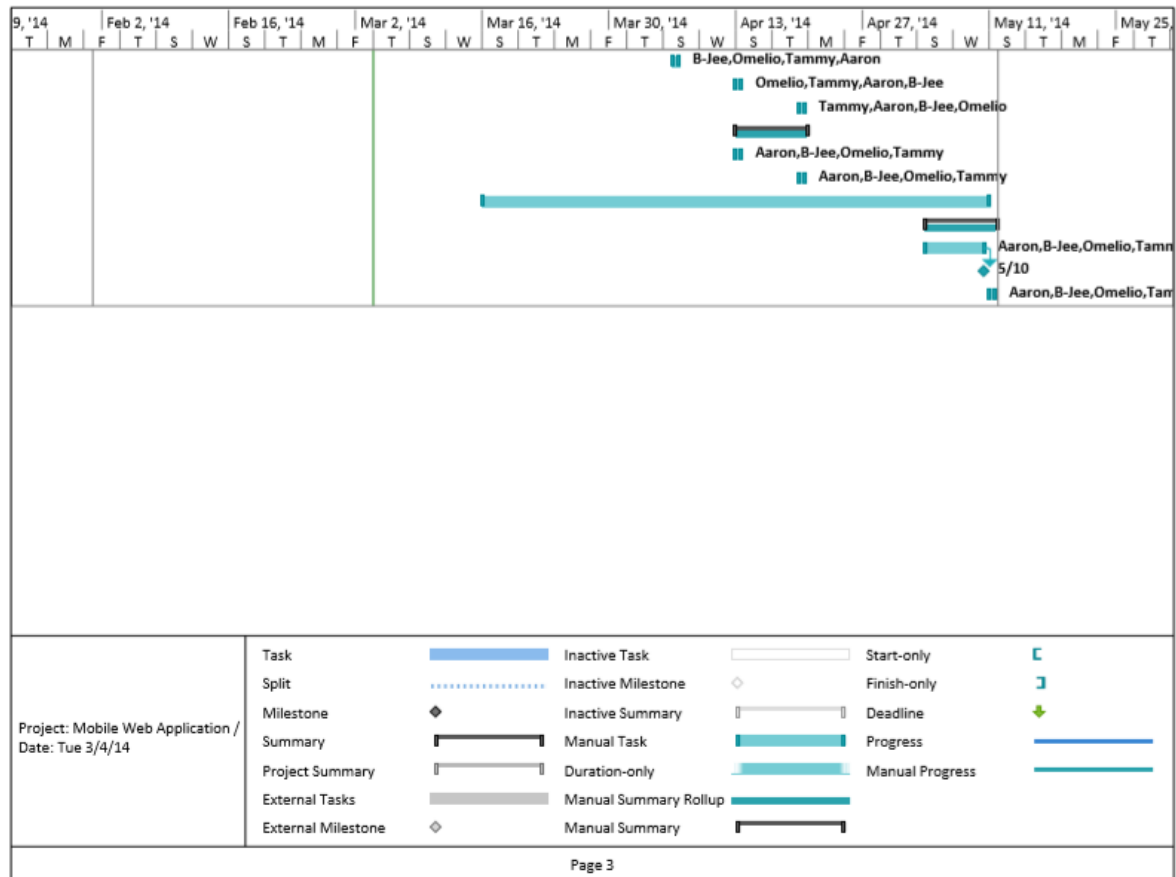 9, '14 Feb 2, '14 Feb 16, '14 Mar 2, '14 Mar 16, '14 Mar 30, '14 Apr 13, '14 Apr 27, '14 May 11, '14 May 25,
T M F T S W S T M F T S W S T M F T S W S T M F T S W S T M F T
B-Jee,Omelio,Tammy,Aaron
Omelio,Tammy,Aaron,B-Jee
Tammy,Aaron,B-Jee,Omelio
Aaron,B-Jee,Omelio,Tammy
Aaron,B-Jee,Omelio,Tammy
Aaron,B-Jee,Omelio,Tamm
5/10
Aaron,B-Jee,Omelio,Tam
Project: Mobile Web Application /
Date: Tue 3/4/14
Task
Split
Milestone
Summary
Project Summary
External Tasks
External Milestone
Inactive Task
Inactive Milestone
Inactive Summary
Manual Task
Duration-only
Manual Summary Rollup
Manual Summary
Start-only
Finish-only
Deadline
Progress
Manual Progress
Page 3